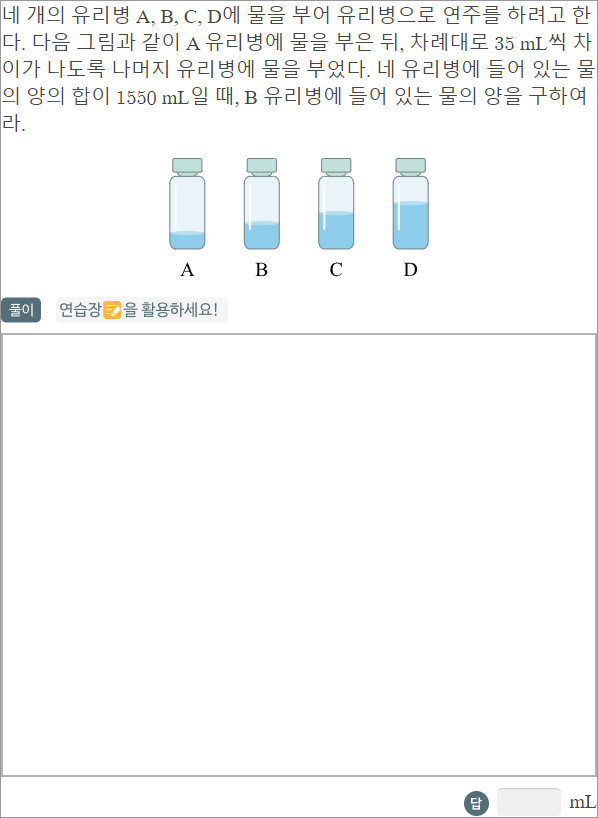 네 개의 유리병 A, B, C, D에 물을 부어 유리병으로 연주를 하려고 한
다. 다음 그림과 같이 A 유리병에 물을 부은 뒤, 차례대로 35 mL씩 차
이가 나도록 나머지 유리병에 물을 부었다. 네 유리병에 들어 있는 물
의 양의 합이 1550 mL일 때, B 유리병에 들어 있는 물의 양을 구하여
라.
A B C D
풀이 연습장을 활용하세요!
답 mL